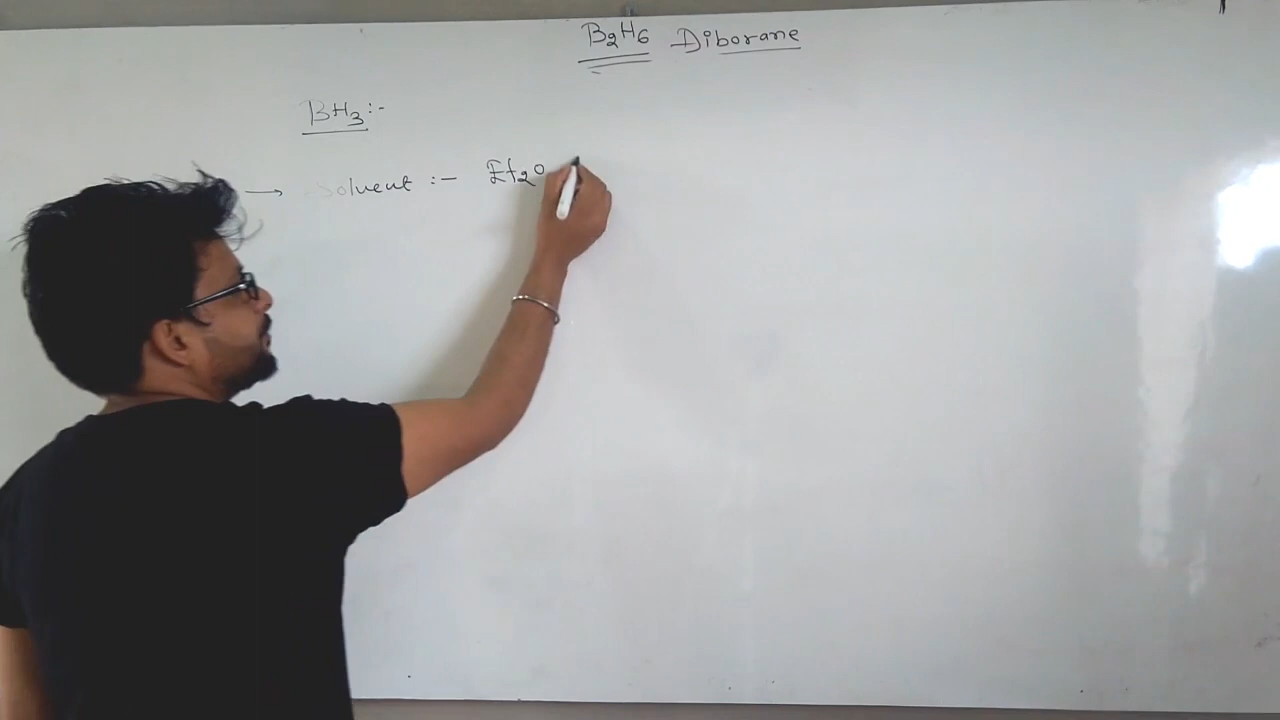 B₂H₆ Diborane
BH₃:-
→ Solvent :- Et₂O